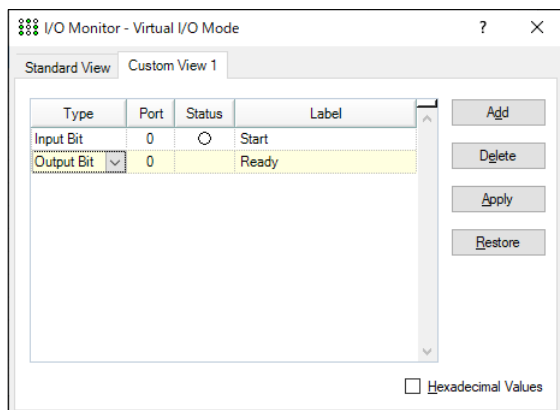 I/O Monitor - Virtual I/O Mode ?
Standard View Custom View 1
Type Port Status Label
Input Bit 0 Start
Output Bit 0 Ready
Add
Delete
Apply
Restore
Hexadecimal Values